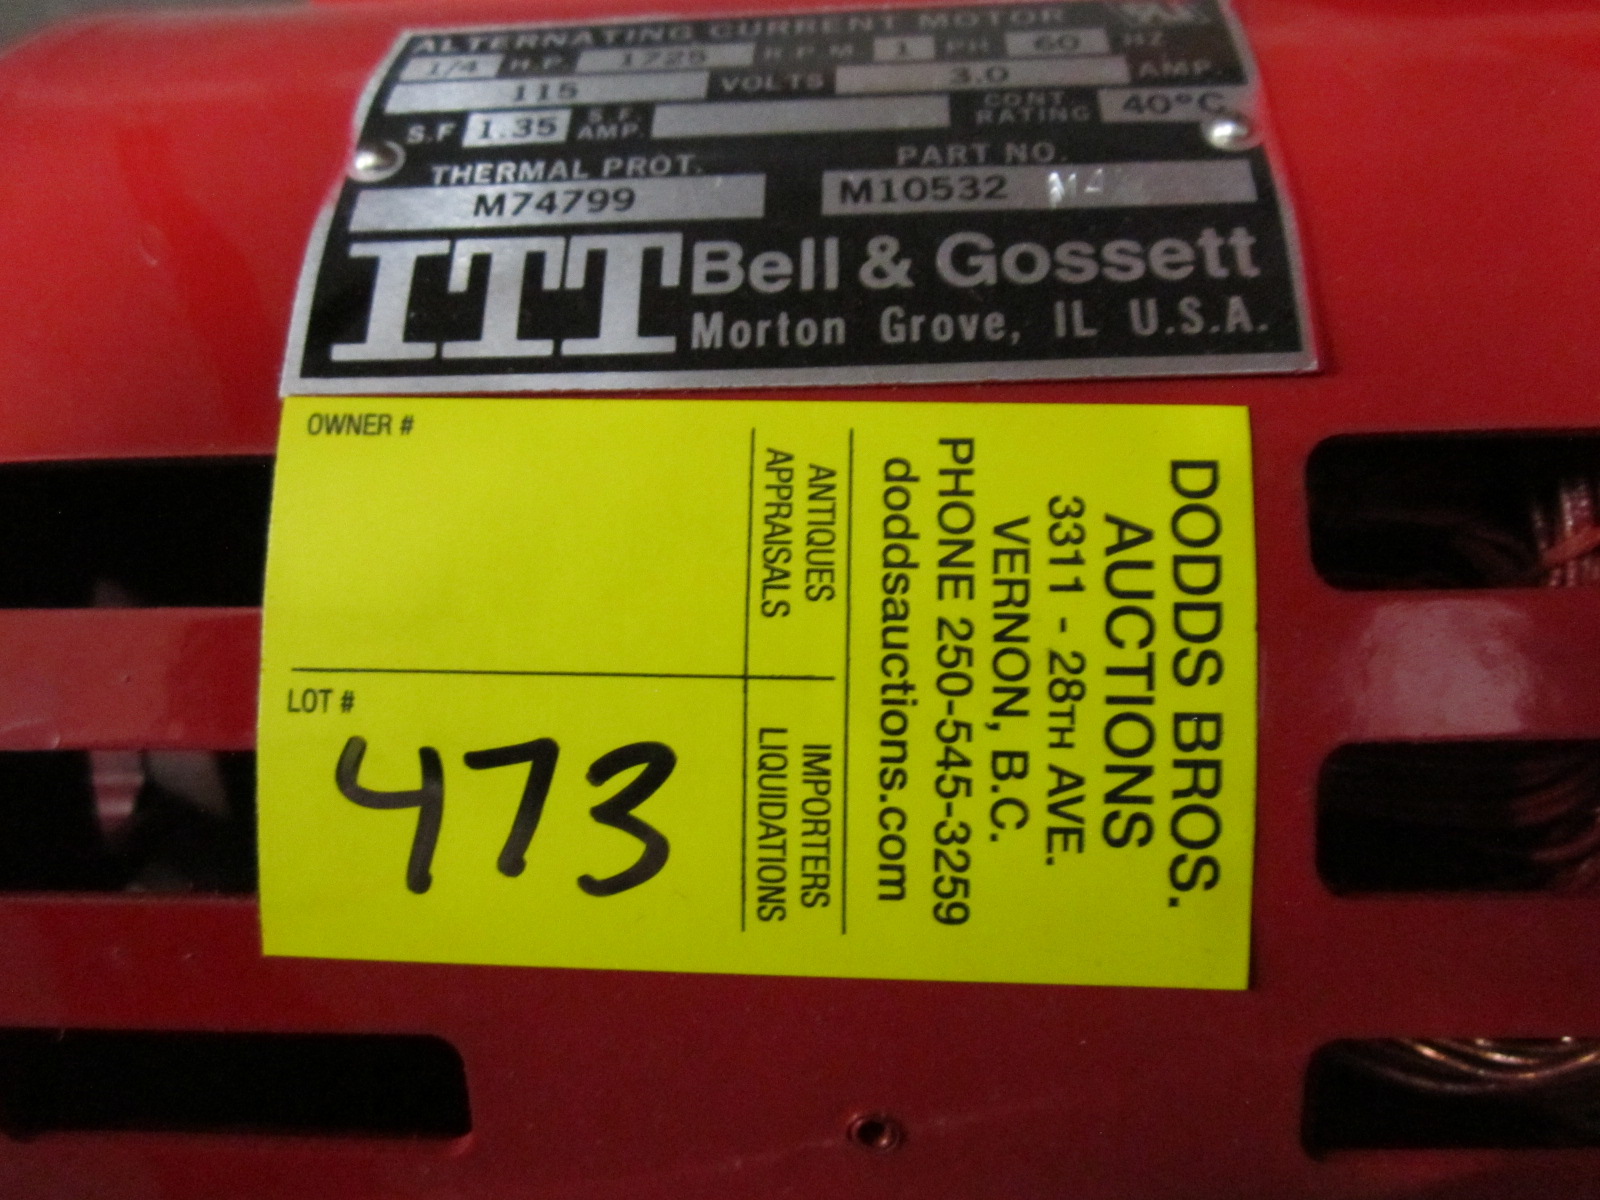 ALTERNATING CURRENT MOTOR
1/4 H.P. 1725 R.P.M 1 PH 60 HZ
115 VOLTS 3.0 AMP.
S.F 1.35 S.F. AMP. CONT. RATING 40°C
THERMAL PROT. PART NO.
M74799 M10532
ITT Bell & Gossett
Morton Grove, IL U.S.A.
OWNER #
LOT #
473
ANTIQUES
APPRAISALS
IMPORTERS
LIQUIDATIONS
DODDS BROS.
AUCTIONS
3311 - 28TH AVE.
VERNON, B.C.
PHONE 250-545-3259
doddsauctions.com